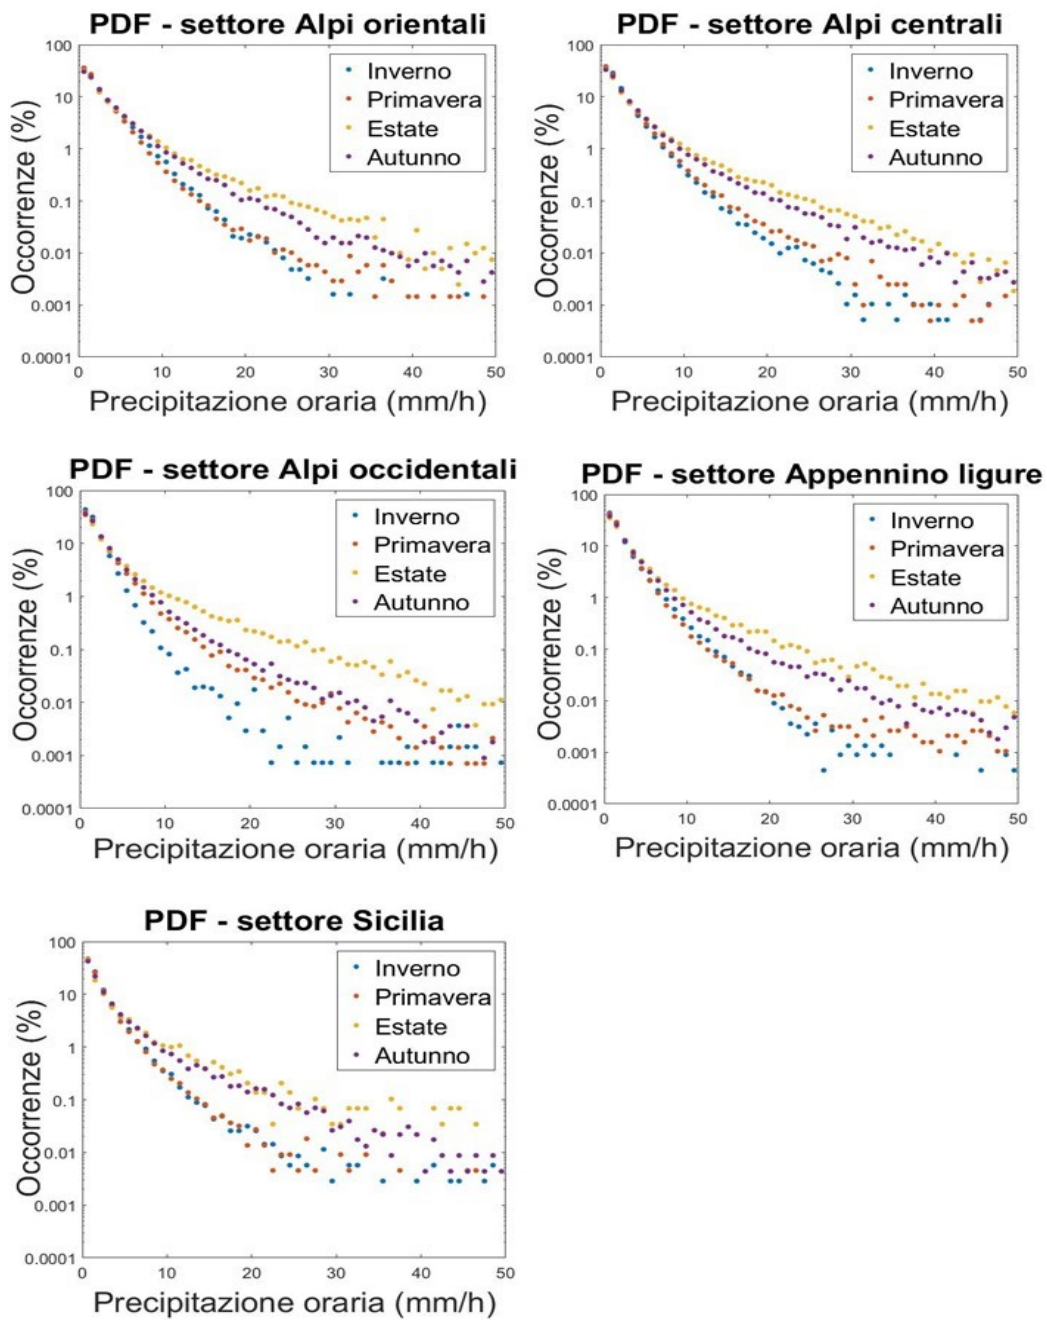 PDF - settore Alpi orientali
Occorrenze (%)
100
10
1
0.1
0.01
0.001
0.0001
Inverno
Primavera
Estate
Autunno
0 10 20 30 40 50
Precipitazione oraria (mm/h)
PDF - settore Alpi centrali
Occorrenze (%)
100
10
1
0.1
0.01
0.001
0.0001
Inverno
Primavera
Estate
Autunno
0 10 20 30 40 50
Precipitazione oraria (mm/h)
PDF - settore Alpi occidentali
Occorrenze (%)
100
10
1
0.1
0.01
0.001
0.0001
Inverno
Primavera
Estate
Autunno
0 10 20 30 40 50
Precipitazione oraria (mm/h)
PDF - settore Appennino ligure
Occorrenze (%)
100
10
1
0.1
0.01
0.001
0.0001
Inverno
Primavera
Estate
Autunno
0 10 20 30 40 50
Precipitazione oraria (mm/h)
PDF - settore Sicilia
Occorrenze (%)
100
10
1
0.1
0.01
0.001
0.0001
Inverno
Primavera
Estate
Autunno
0 10 20 30 40 50
Precipitazione oraria (mm/h)